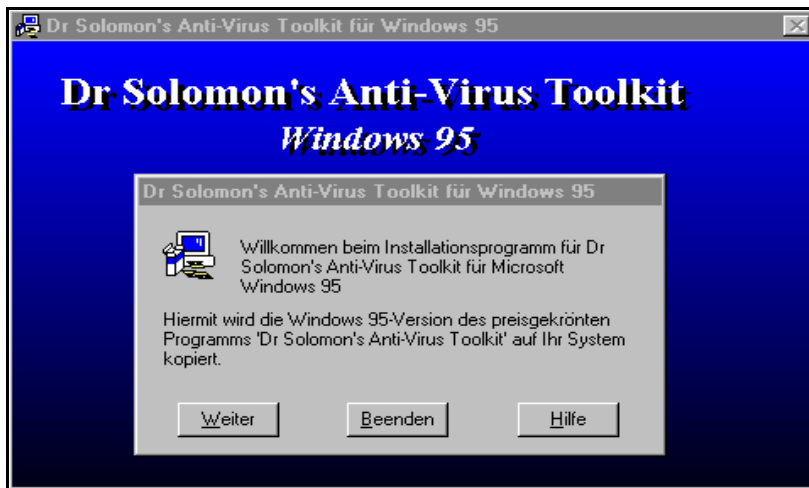 Dr Solomon's Anti-Virus Toolkit für Windows 95
Dr Solomon's Anti-Virus Toolkit
Windows 95
Dr Solomon's Anti-Virus Toolkit für Windows 95
Willkommen beim Installationsprogramm für Dr
Solomon's Anti-Virus Toolkit für Microsoft
Windows 95
Hiermit wird die Windows 95-Version des preisgekrönten
Programms 'Dr Solomon's Anti-Virus Toolkit' auf Ihr System
kopiert.
Weiter Beenden Hilfe